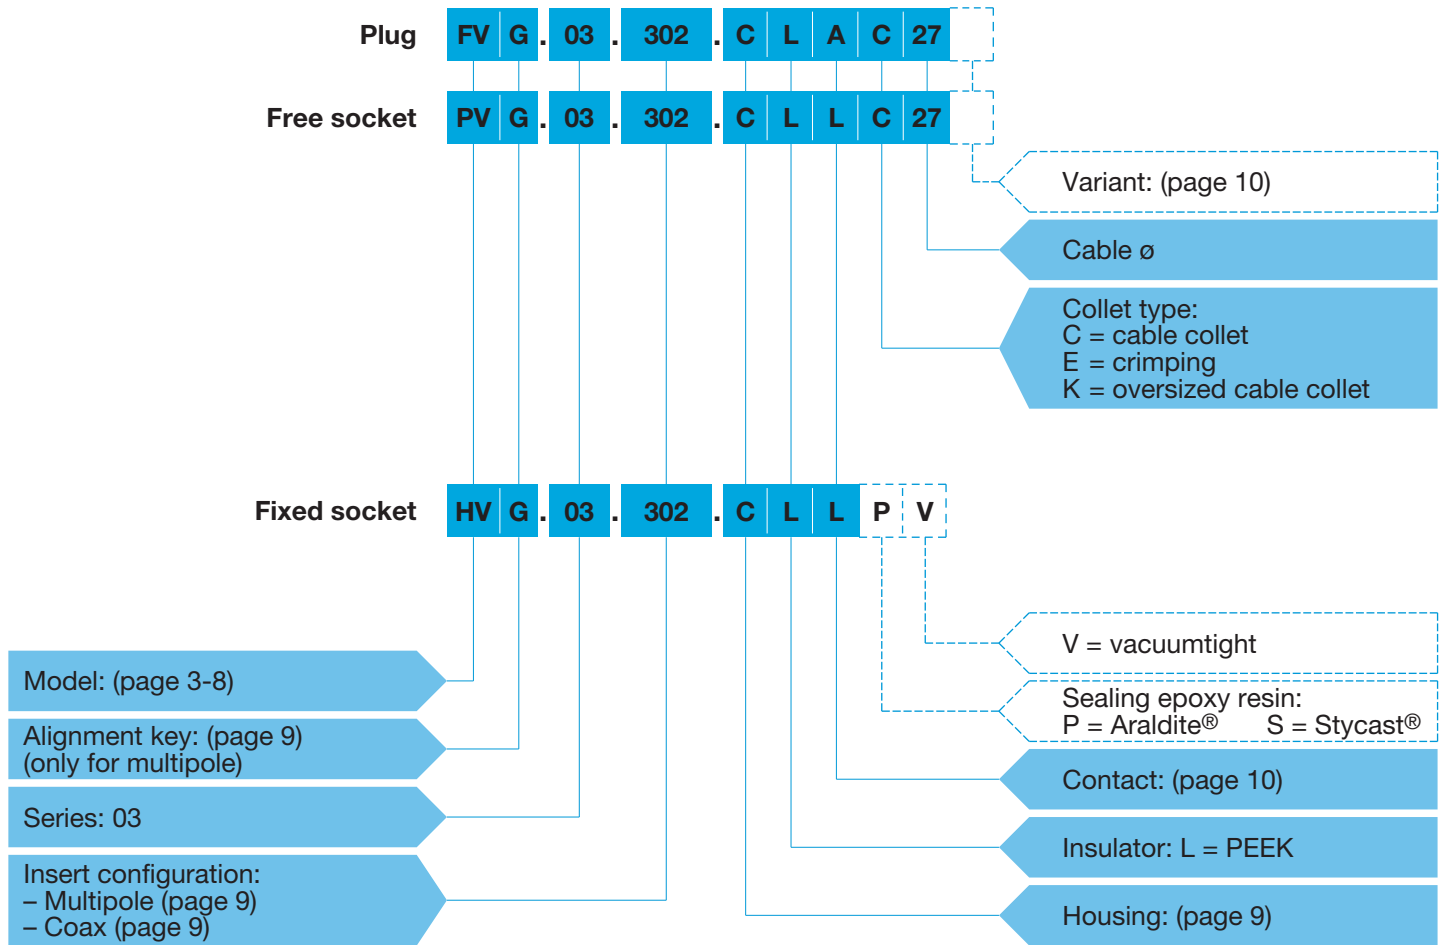 Plug FV G . 03 . 302 . C L A C 27
Free socket PV G . 03 . 302 . C L L C 27
Variant: (page 10)
Cable ø
Collet type:
C = cable collet
E = crimping
K = oversized cable collet
Fixed socket HV G . 03 . 302 . C L L P V
Model: (page 3-8)
Alignment key: (page 9)
(only for multipole)
Series: 03
Insert configuration:
– Multipole (page 9)
– Coax (page 9)
V = vacuumtight
Sealing epoxy resin:
P = Araldite® S = Stycast®
Contact: (page 10)
Insulator: L = PEEK
Housing: (page 9)